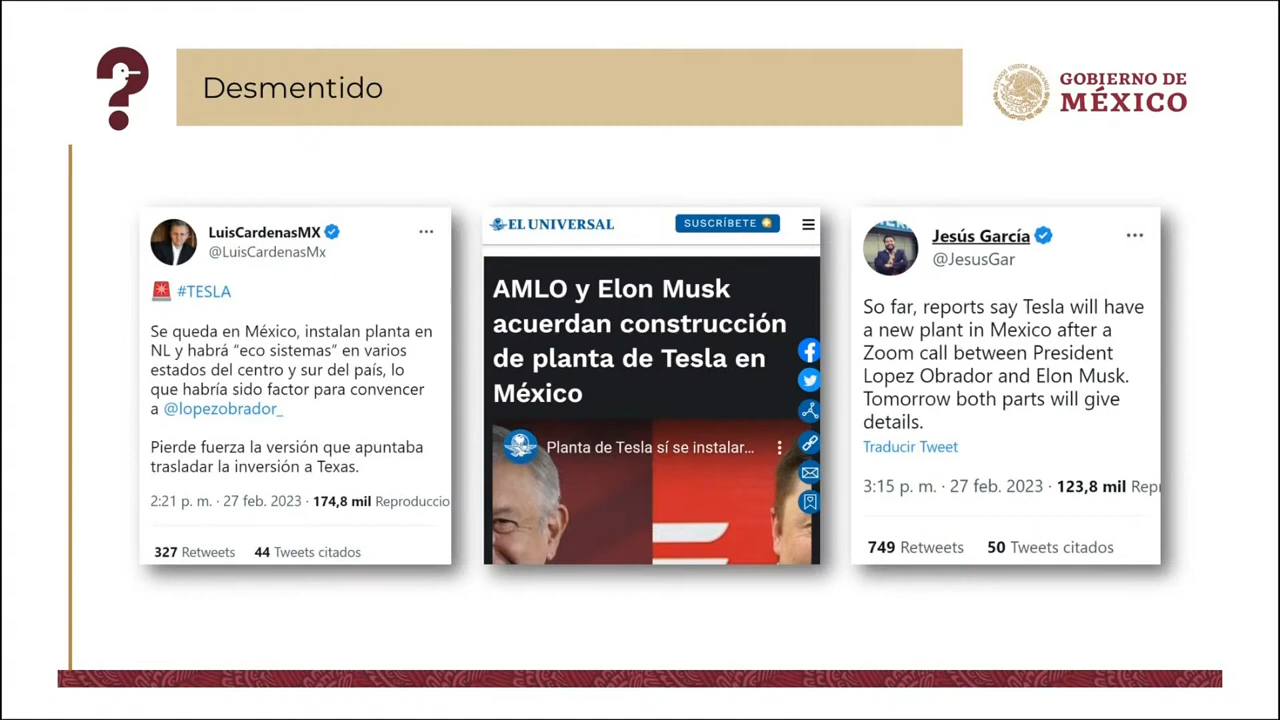 Desmentido
GOBIERNO DE
MÉXICO
LuisCardenasMX
@LuisCardenasMx
#TESLA
Se queda en México, instalan planta en
NL y habrá “eco sistemas” en varios
estados del centro y sur del país, lo
que habría sido factor para convencer
a @lopezobrador_
Pierde fuerza la versión que apuntaba
trasladar la inversión a Texas.
2:21 p. m. · 27 feb. 2023 · 174,8 mil Reproduccio
327 Retweets 44 Tweets citados
EL UNIVERSAL
SUSCRÍBETE
AMLO y Elon Musk
acuerdan construcción
de planta de Tesla en
México
Planta de Tesla sí se instalar...
Jesús García
@JesusGar
So far, reports say Tesla will have
a new plant in Mexico after a
Zoom call between President
Lopez Obrador and Elon Musk.
Tomorrow both parts will give
details.
Traducir Tweet
3:15 p. m. · 27 feb. 2023 · 123,8 mil Repr
749 Retweets 50 Tweets citados